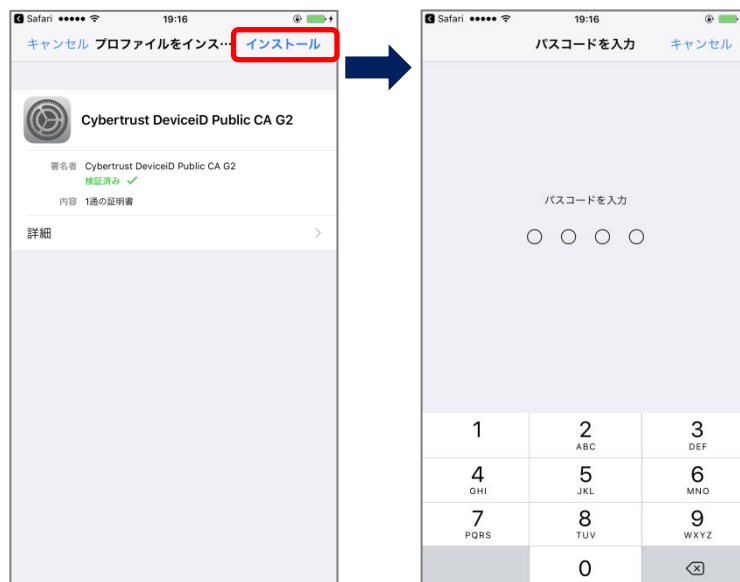 Safari 19:16
キャンセル プロファイルをインス… インストール
Cybertrust DeviceiD Public CA G2
署名者 Cybertrust DeviceiD Public CA G2
検証済み
内容 1通の証明書
詳細
Safari 19:16
パスコードを入力 キャンセル
パスコードを入力
1 2 3
ABC DEF
4 5 6
GHI JKL MNO
7 8 9
PQRS TUV WXYZ
0